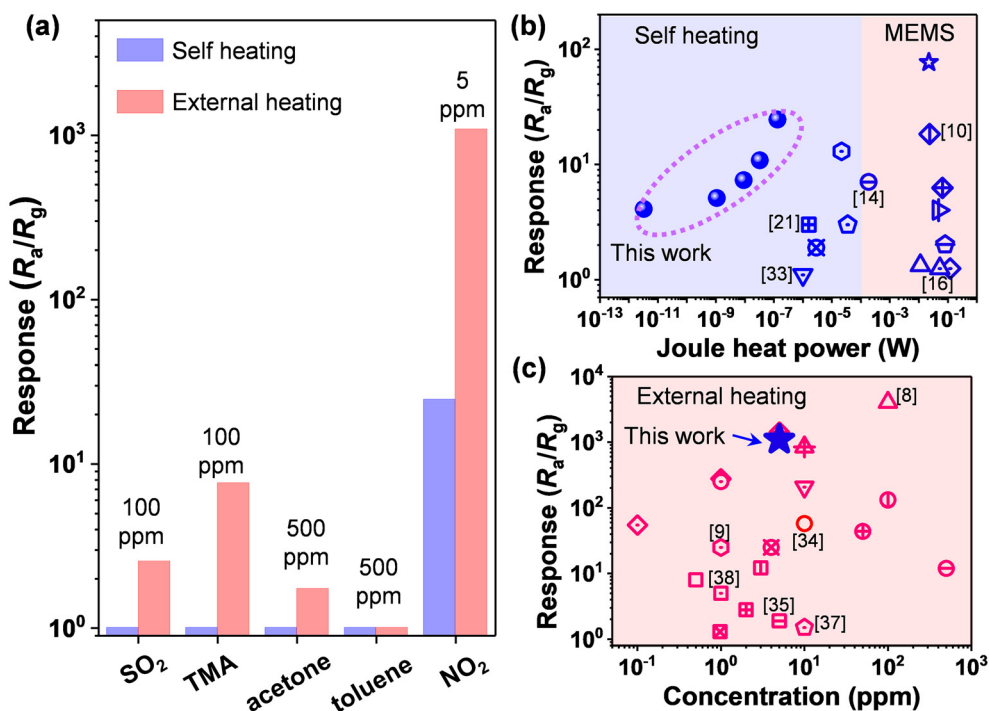 (a)
Self heating
External heating
5
ppm
100
ppm
100
ppm
500
ppm
500
ppm
10³
10²
10¹
10⁰
Response (Rₐ/R_g)
SO₂
TMA
acetone
toluene
NO₂
(b)
Self heating
MEMS
10²
10¹
10⁰
Response (Rₐ/R_g)
This work
[10]
[14]
[21]
[33]
[16]
10⁻¹³ 10⁻¹¹ 10⁻⁹ 10⁻⁷ 10⁻⁵ 10⁻³ 10⁻¹
Joule heat power (W)
(c)
External heating
This work
10⁴
10³
10²
10¹
10⁰
Response (Rₐ/R_g)
[8]
[9]
[34]
[38]
[35]
[37]
10⁻¹ 10⁰ 10¹ 10² 10³
Concentration (ppm)